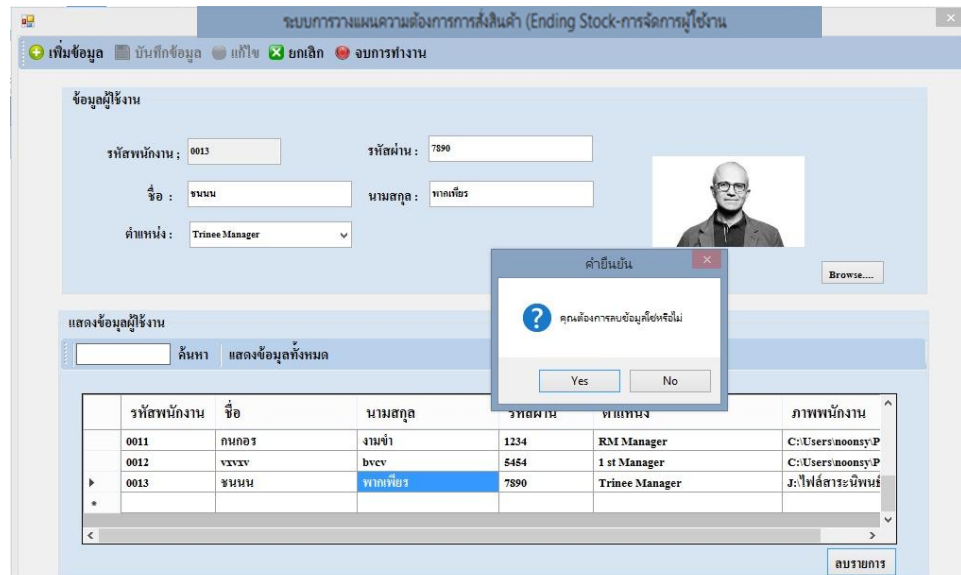 ระบบการวางแผนความต้องการการสั่งสินค้า (Ending Stock-การจัดการผู้ใช้งาน
เพิ่มข้อมูล บันทึกข้อมูล แก้ไข ยกเลิก จบการทำงาน
ข้อมูลผู้ใช้งาน
รหัสพนักงาน ; 0013 รหัสผ่าน : 7890
ชื่อ : ชนนน นามสกุล : พากเพียร
ตำแหน่ง : Trinee Manager
Browse....
คำยืนยัน
คุณต้องการลบข้อมูลใช่หรือไม่
Yes No
แสดงข้อมูลผู้ใช้งาน
ค้นหา แสดงข้อมูลทั้งหมด
รหัสพนักงาน ชื่อ นามสกุล รหัสผ่าน ตำแหน่ง ภาพพนักงาน
0011 กนกอร งามขำ 1234 RM Manager C:\Users\noonsy\P
0012 vxvxv bvcv 5454 1 st Manager C:\Users\noonsy\P
0013 ชนนน พากเพียร 7890 Trinee Manager J:\ไฟล์สาระนิพนธ์
ลบรายการ